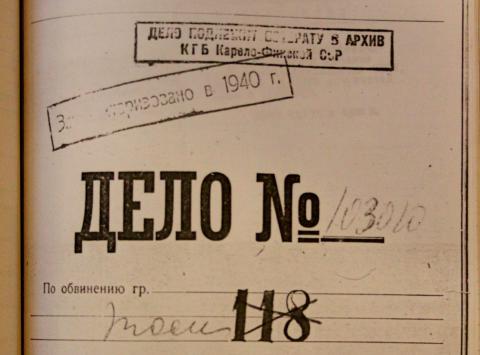 ДЕЛО ПОДЛЕЖИТ ВОЗВРАТУ В АРХИВ
КГБ Карело-Финской ССР
в 1940 г.
ДЕЛО № 103010
По обвинению гр.
118